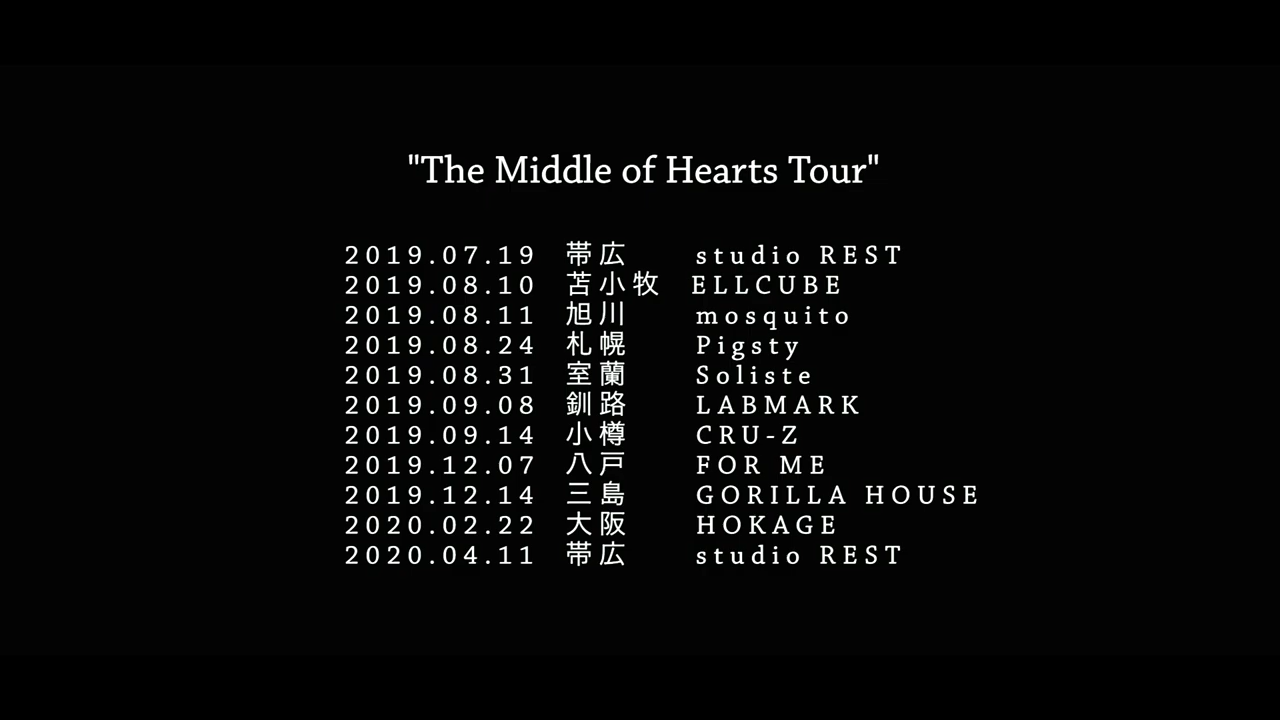 "The Middle of Hearts Tour"
2019.07.19 帯広 studio REST
2019.08.10 苫小牧 ELLCUBE
2019.08.11 旭川 mosquito
2019.08.24 札幌 Pigsty
2019.08.31 室蘭 Soliste
2019.09.08 釧路 LABMARK
2019.09.14 小樽 CRU-Z
2019.12.07 八戸 FOR ME
2019.12.14 三島 GORILLA HOUSE
2020.02.22 大阪 HOKAGE
2020.04.11 帯広 studio REST